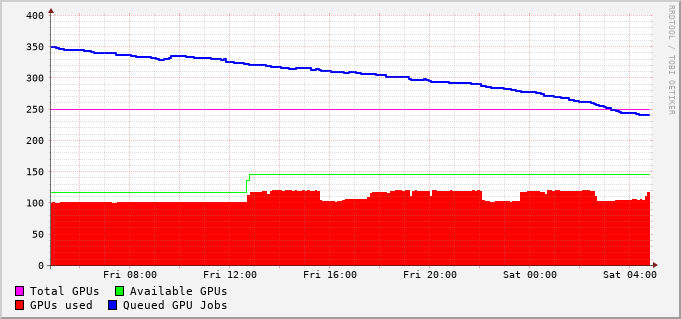 400
350
300
250
200
150
100
50
0
Fri 08:00 Fri 12:00 Fri 16:00 Fri 20:00 Sat 00:00 Sat 04:00
Total GPUs Available GPUs
GPUs used Queued GPU Jobs
RRDTOOL / TOBI OETIKER